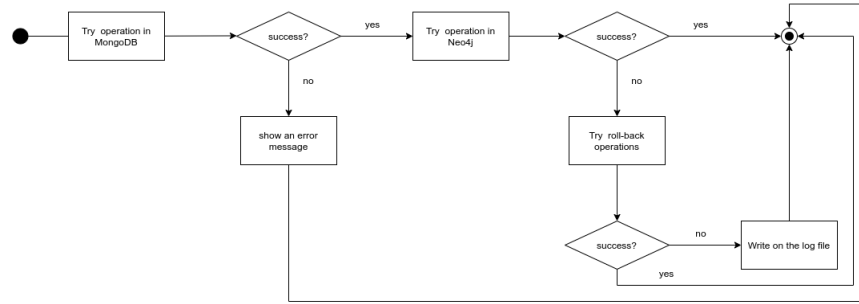 Try operation in
MongoDB
success?
yes
Try operation in
Neo4j
success?
yes
no
no
show an error
message
Try roll-back
operations
success?
no
Write on the log file
yes